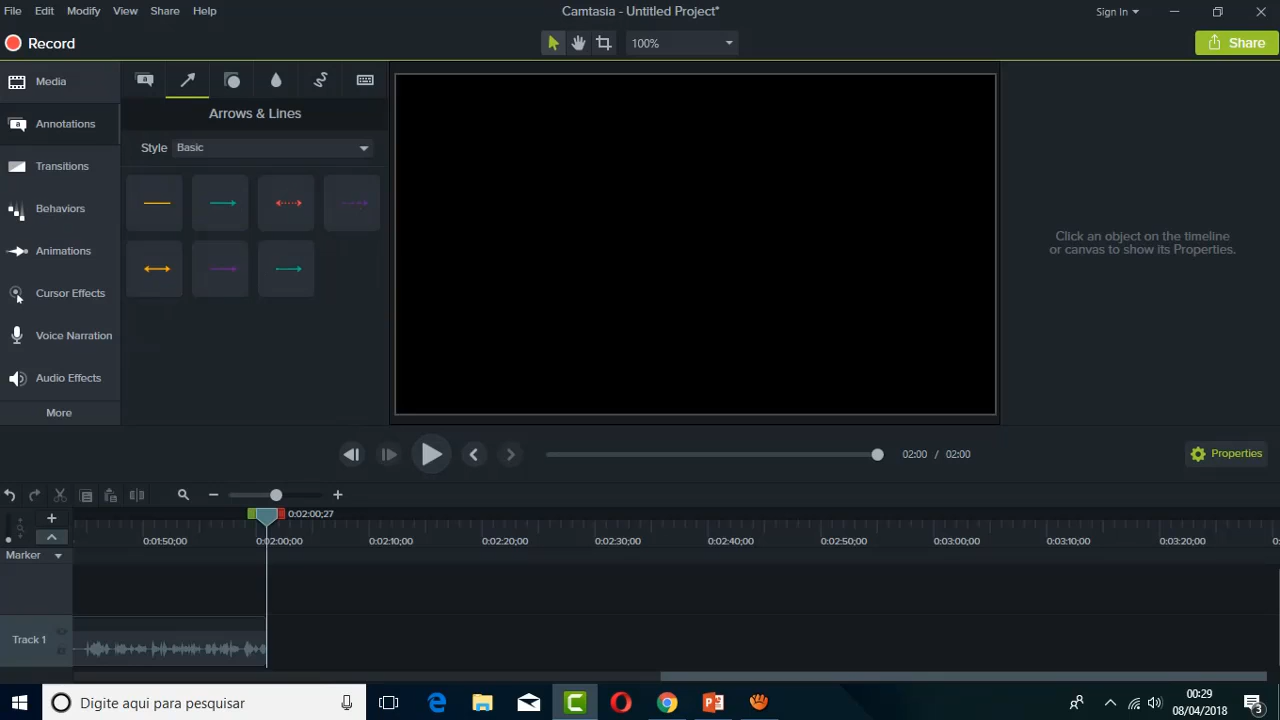 File Edit Modify View Share Help
Camtasia - Untitled Project*
Sign In
Record
100%
Share
Media
Annotations
Transitions
Behaviors
Animations
Cursor Effects
Voice Narration
Audio Effects
More
Arrows & Lines
Style Basic
Click an object on the timeline
or canvas to show its Properties.
02:00 / 02:00
Properties
0:02:00;27
0:01:50;00 0:02:00;00 0:02:10;00 0:02:20;00 0:02:30;00 0:02:40;00 0:02:50;00 0:03:00;00 0:03:10;00 0:03:20;00
Marker
Track 1
Digite aqui para pesquisar
00:29
08/04/2018
3